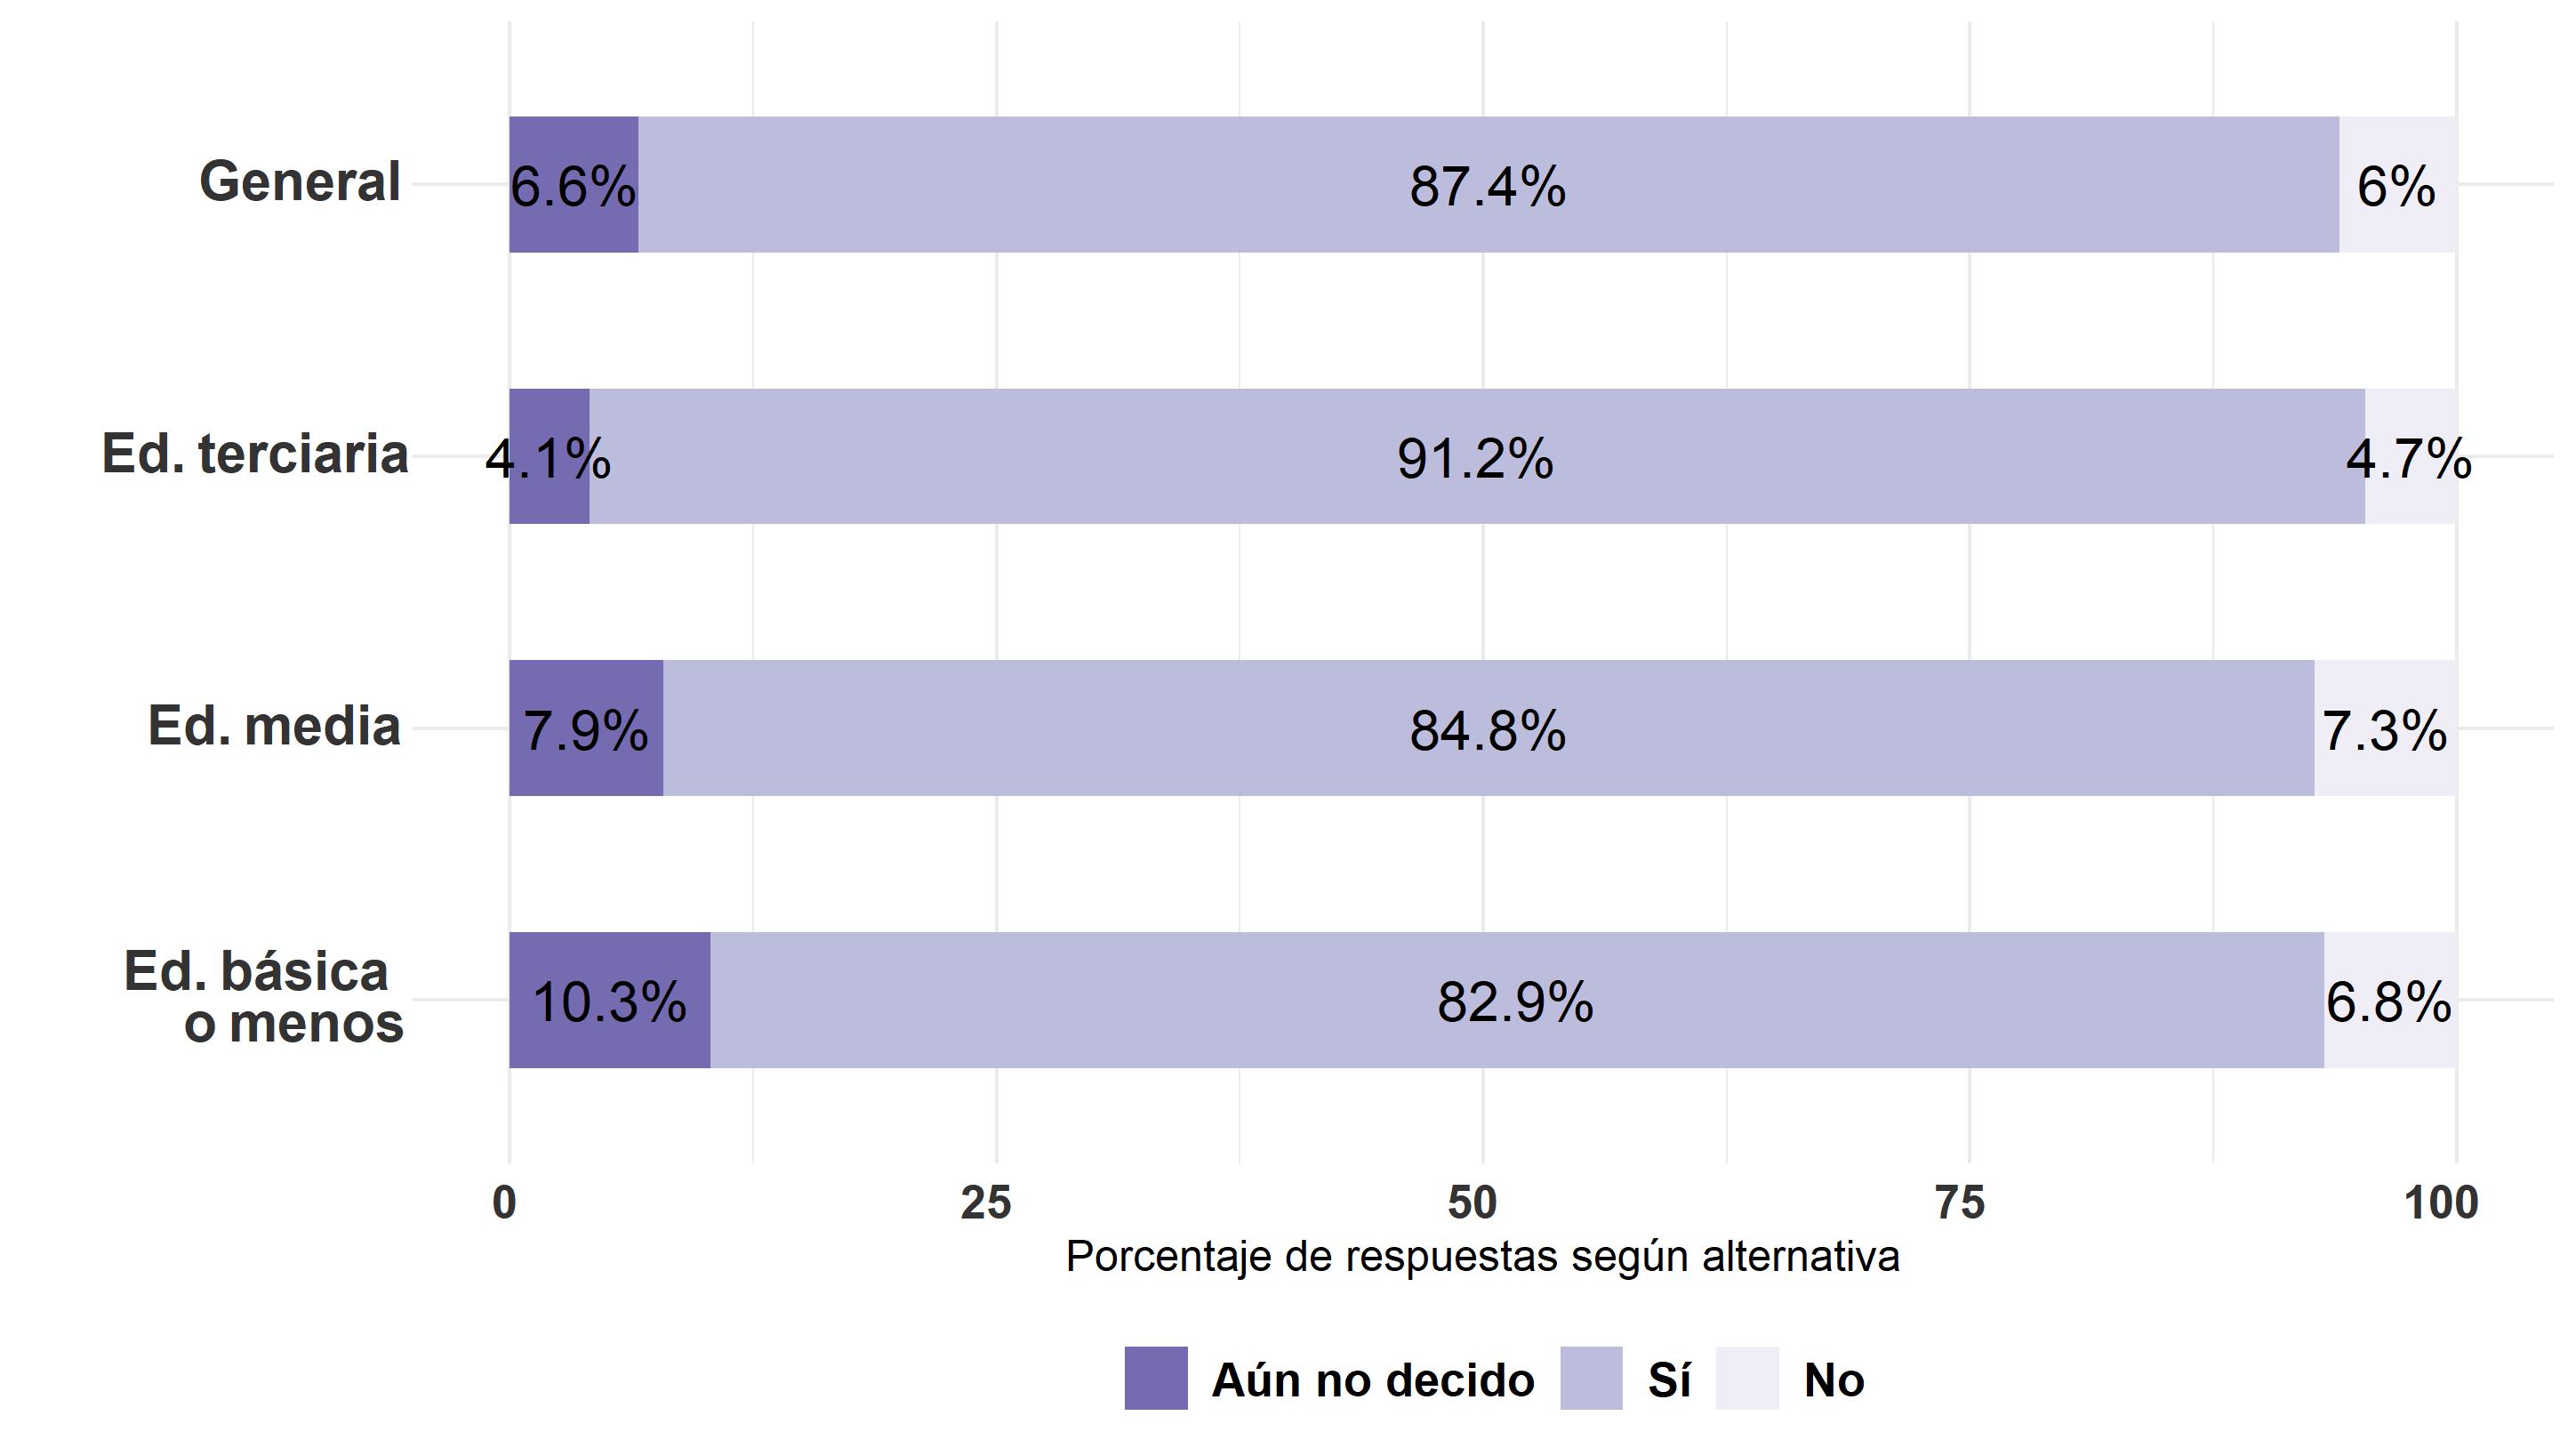 General
6.6% 87.4% 6%
Ed. terciaria
4.1% 91.2% 4.7%
Ed. media
7.9% 84.8% 7.3%
Ed. básica
o menos
10.3% 82.9% 6.8%
0 25 50 75 100
Porcentaje de respuestas según alternativa
Aún no decido Sí No